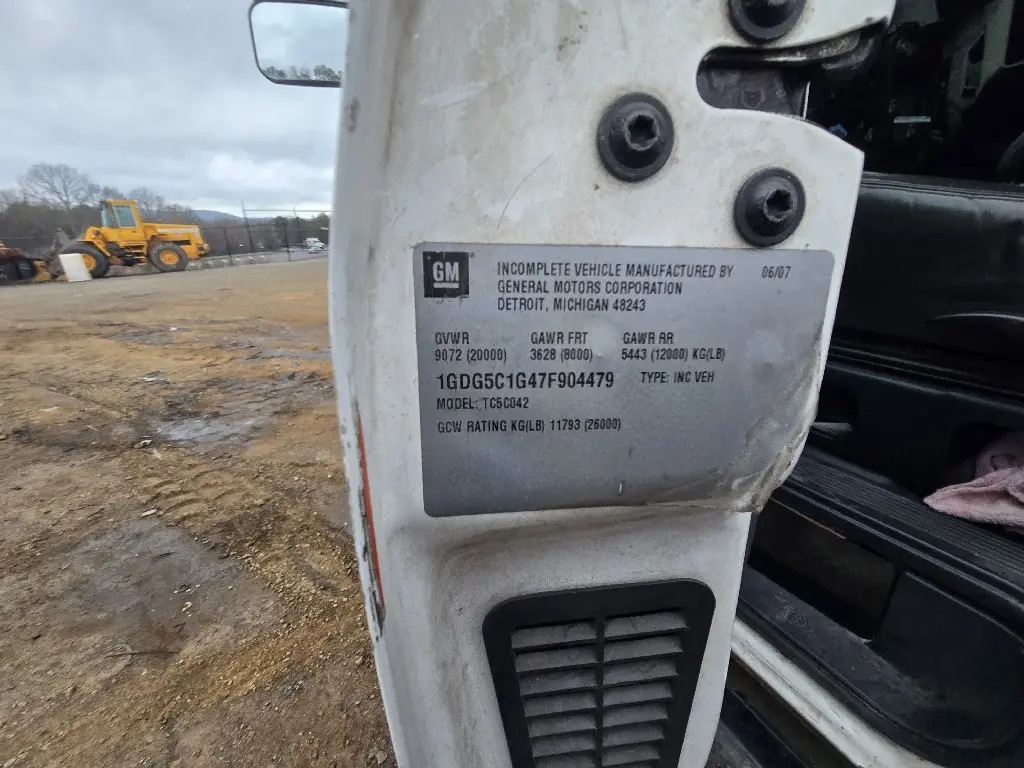 GM
INCOMPLETE VEHICLE MANUFACTURED BY 06/07
GENERAL MOTORS CORPORATION
DETROIT, MICHIGAN 48243
GVWR GAWR FRT GAWR RR
9072 (20000) 3628 (8000) 5443 (12000) KG(LB)
1GDG5C1G47F904479 TYPE: INC VEH
MODEL: TC5C042
GCW RATING KG(LB) 11793 (26000)